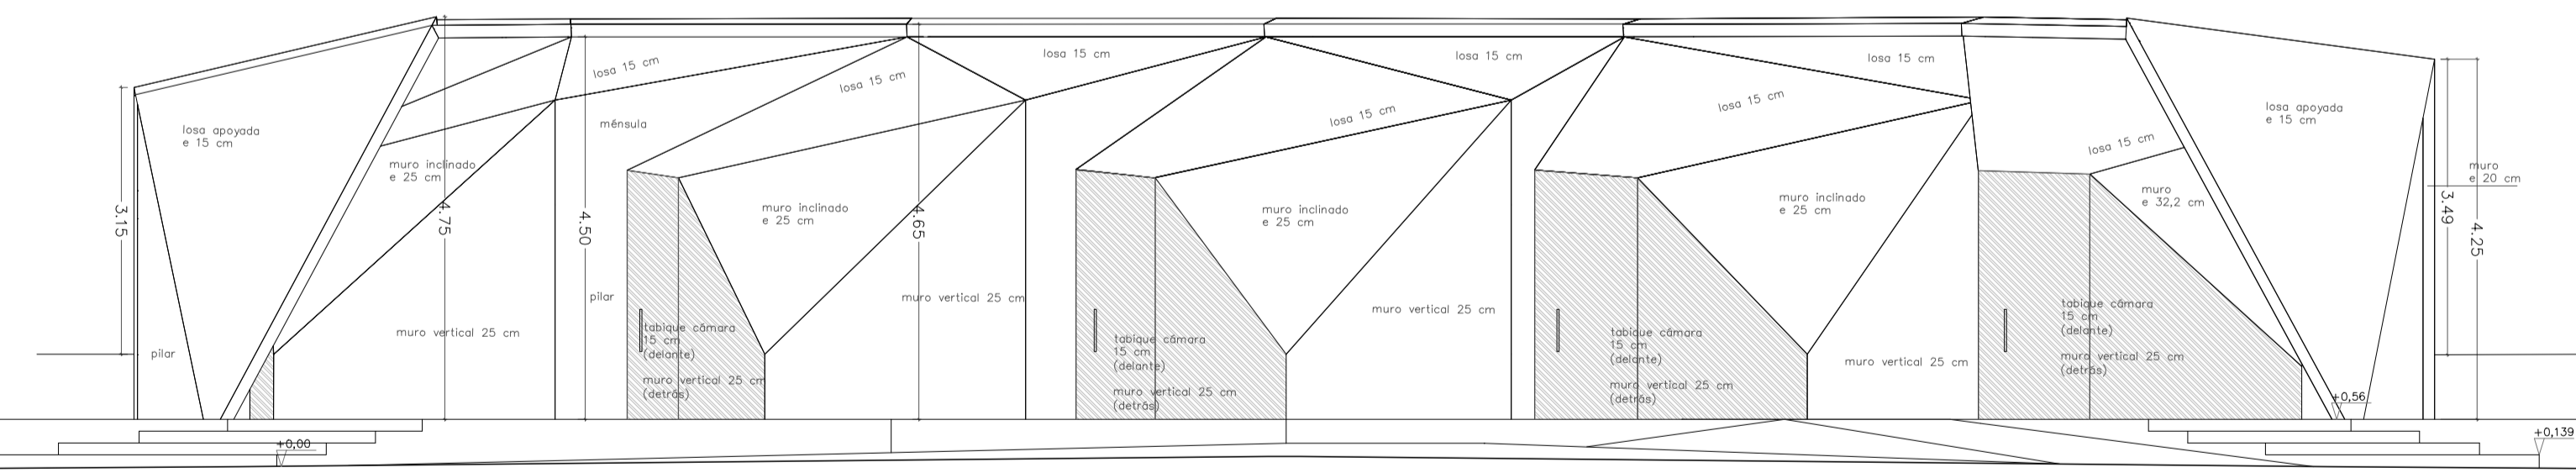 losa 15 cm
losa 15 cm
losa 15 cm
losa 15 cm
losa 15 cm
losa 15 cm
losa 15 cm
losa apoyada
e 15 cm
ménsula
losa apoyada
e 15 cm
muro inclinado
e 25 cm
losa 15 cm
muro
e 20 cm
muro
e 32,2 cm
muro inclinado
e 25 cm
muro inclinado
e 25 cm
muro inclinado
e 25 cm
3.15
4.75
4.50
4.65
3.49
4.25
pilar
muro vertical 25 cm
pilar
muro vertical 25 cm
muro vertical 25 cm
muro vertical 25 cm
tabique cámara
15 cm
(delante)
muro vertical 25 cm
(detrás)
tabique cámara
15 cm
(delante)
muro vertical 25 cm
(detrás)
tabique cámara
15 cm
(delante)
muro vertical 25 cm
(detrás)
tabique cámara
15 cm
(delante)
muro vertical 25 cm
(detrás)
+0,56
+0,00
+0,139